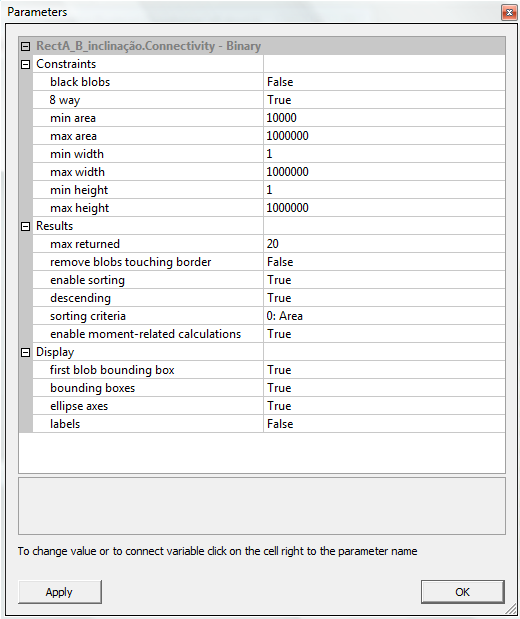 Parameters
RectA_B_inclinação.Connectivity - Binary
Constraints
black blobs False
8 way True
min area 10000
max area 1000000
min width 1
max width 1000000
min height 1
max height 1000000
Results
max returned 20
remove blobs touching border False
enable sorting True
descending True
sorting criteria 0: Area
enable moment-related calculations True
Display
first blob bounding box True
bounding boxes True
ellipse axes True
labels False
To change value or to connect variable click on the cell right to the parameter name
Apply OK